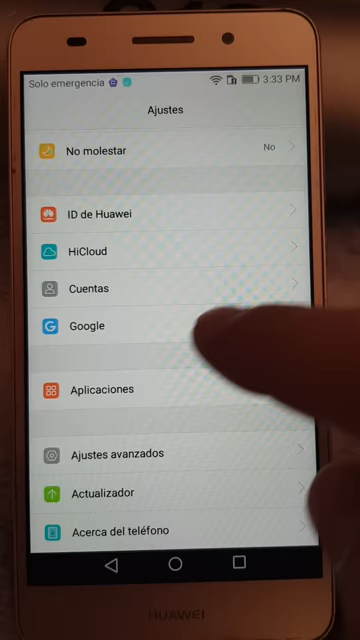 Solo emergencia 3:33 PM
Ajustes
No molestar No
ID de Huawei
HiCloud
Cuentas
Google
Aplicaciones
Ajustes avanzados
Actualizador
Acerca del teléfono
HUAWEI